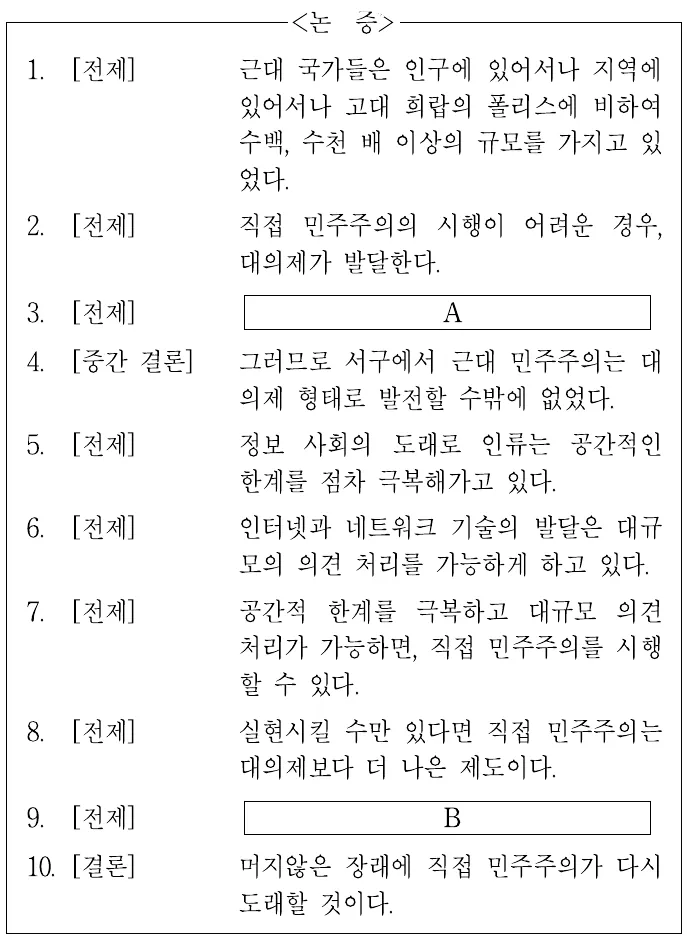 <논 증>
1. [전제] 근대 국가들은 인구에 있어서나 지역에
있어서나 고대 희랍의 폴리스에 비하여
수백, 수천 배 이상의 규모를 가지고 있
었다.
2. [전제] 직접 민주주의의 시행이 어려운 경우,
대의제가 발달한다.
3. [전제] A
4. [중간 결론] 그러므로 서구에서 근대 민주주의는 대
의제 형태로 발전할 수밖에 없었다.
5. [전제] 정보 사회의 도래로 인류는 공간적인
한계를 점차 극복해가고 있다.
6. [전제] 인터넷과 네트워크 기술의 발달은 대규
모의 의견 처리를 가능하게 하고 있다.
7. [전제] 공간적 한계를 극복하고 대규모 의견
처리가 가능하면, 직접 민주주의를 시행
할 수 있다.
8. [전제] 실현시킬 수만 있다면 직접 민주주의는
대의제보다 더 나은 제도이다.
9. [전제] B
10. [결론] 머지않은 장래에 직접 민주주의가 다시
도래할 것이다.